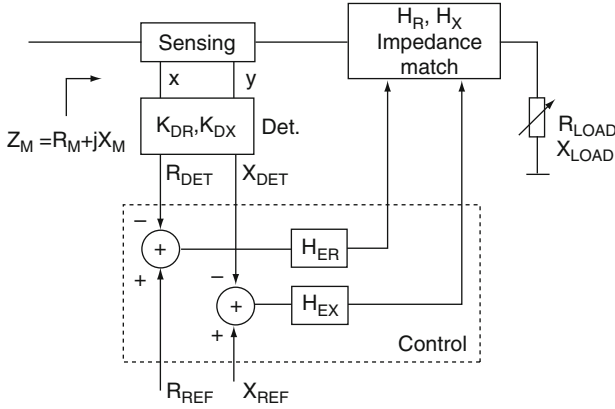 H_R, H_X
Impedance
match
Sensing
x
y
Z_M =R_M+jX_M
K_DR,K_DX
Det.
R_LOAD
X_LOAD
R_DET
X_DET
−
+
+
H_ER
−
+
+
H_EX
Control
R_REF
X_REF